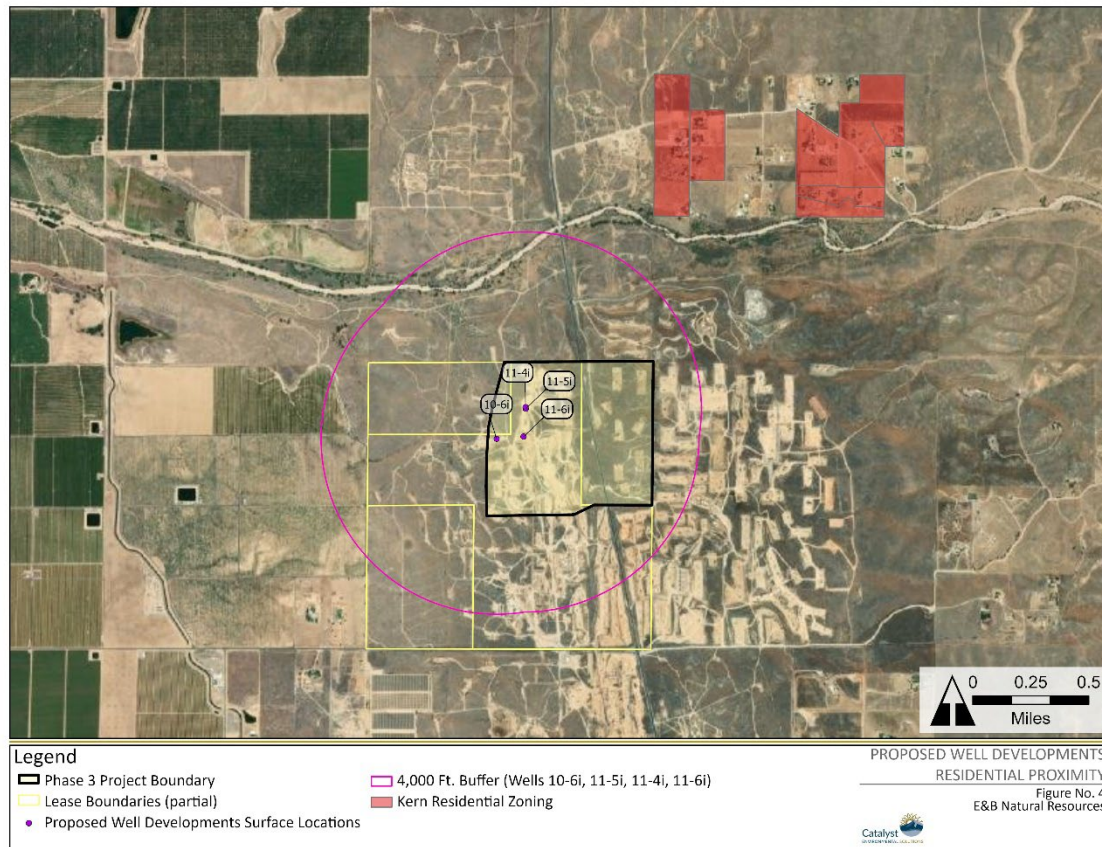 11-4i
11-5i
10-6i
11-6i
0 0.25 0.5
Miles
Legend
Phase 3 Project Boundary
Lease Boundaries (partial)
Proposed Well Developments Surface Locations
4,000 Ft. Buffer (Wells 10-6i, 11-5i, 11-4i, 11-6i)
Kern Residential Zoning
PROPOSED WELL DEVELOPMENTS
RESIDENTIAL PROXIMITY
Figure No. 4
E&B Natural Resources
Catalyst
ENVIRONMENTAL SOLUTIONS